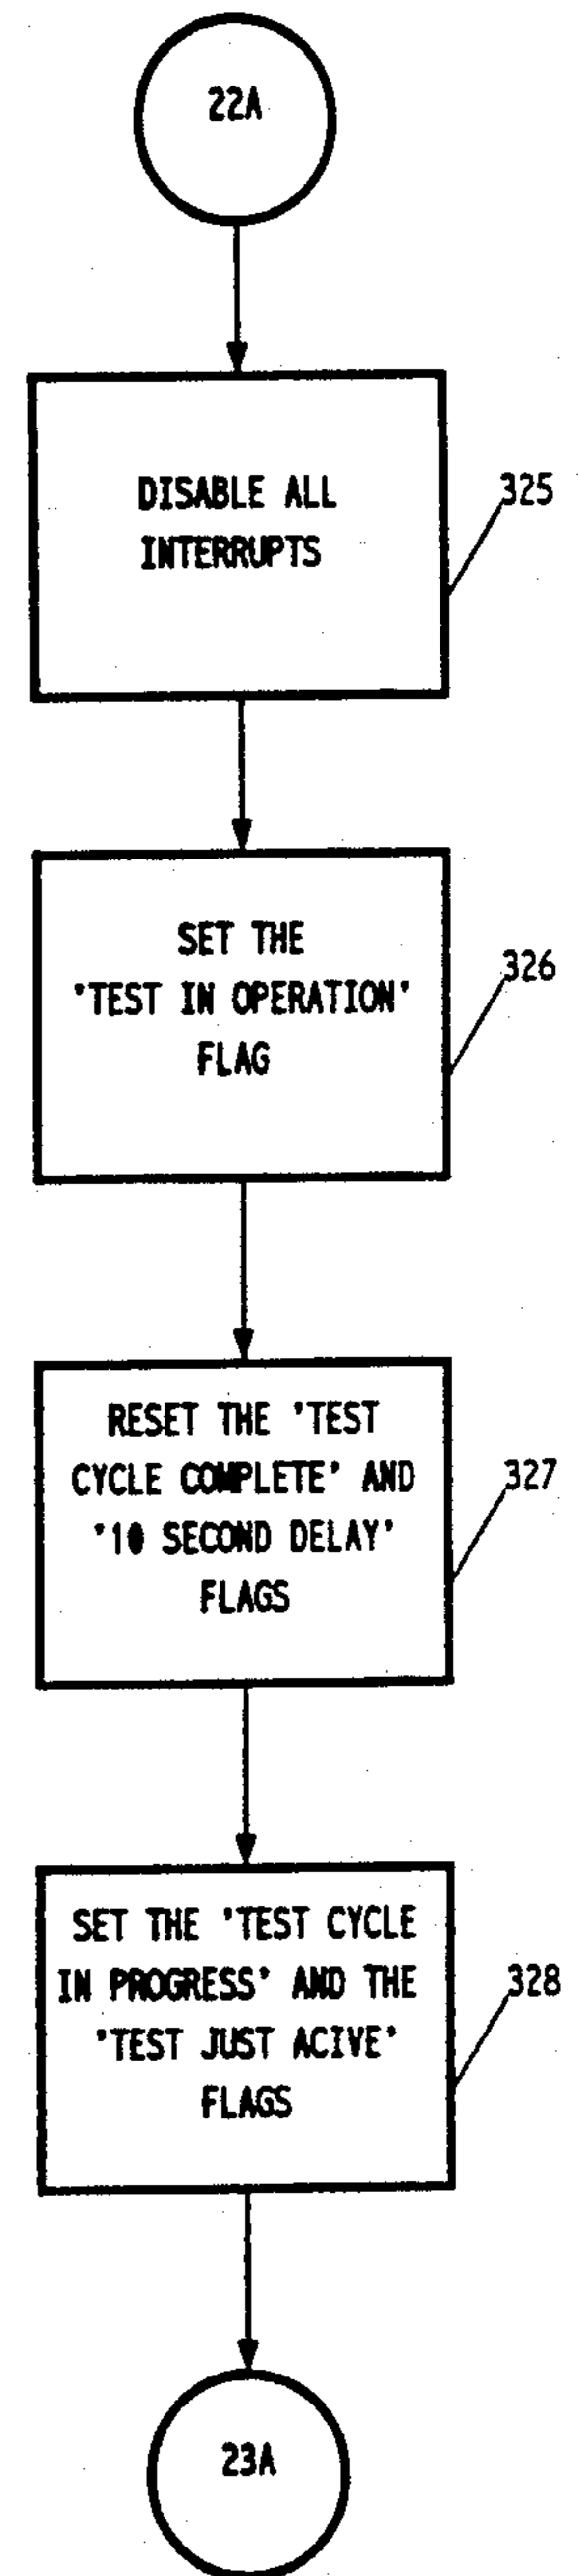 22A
DISABLE ALL
INTERRUPTS
325
SET THE
'TEST IN OPERATION'
FLAG
326
RESET THE 'TEST
CYCLE COMPLETE' AND
'10 SECOND DELAY'
FLAGS
327
SET THE 'TEST CYCLE
IN PROGRESS' AND THE
'TEST JUST ACIVE'
FLAGS
328
23A